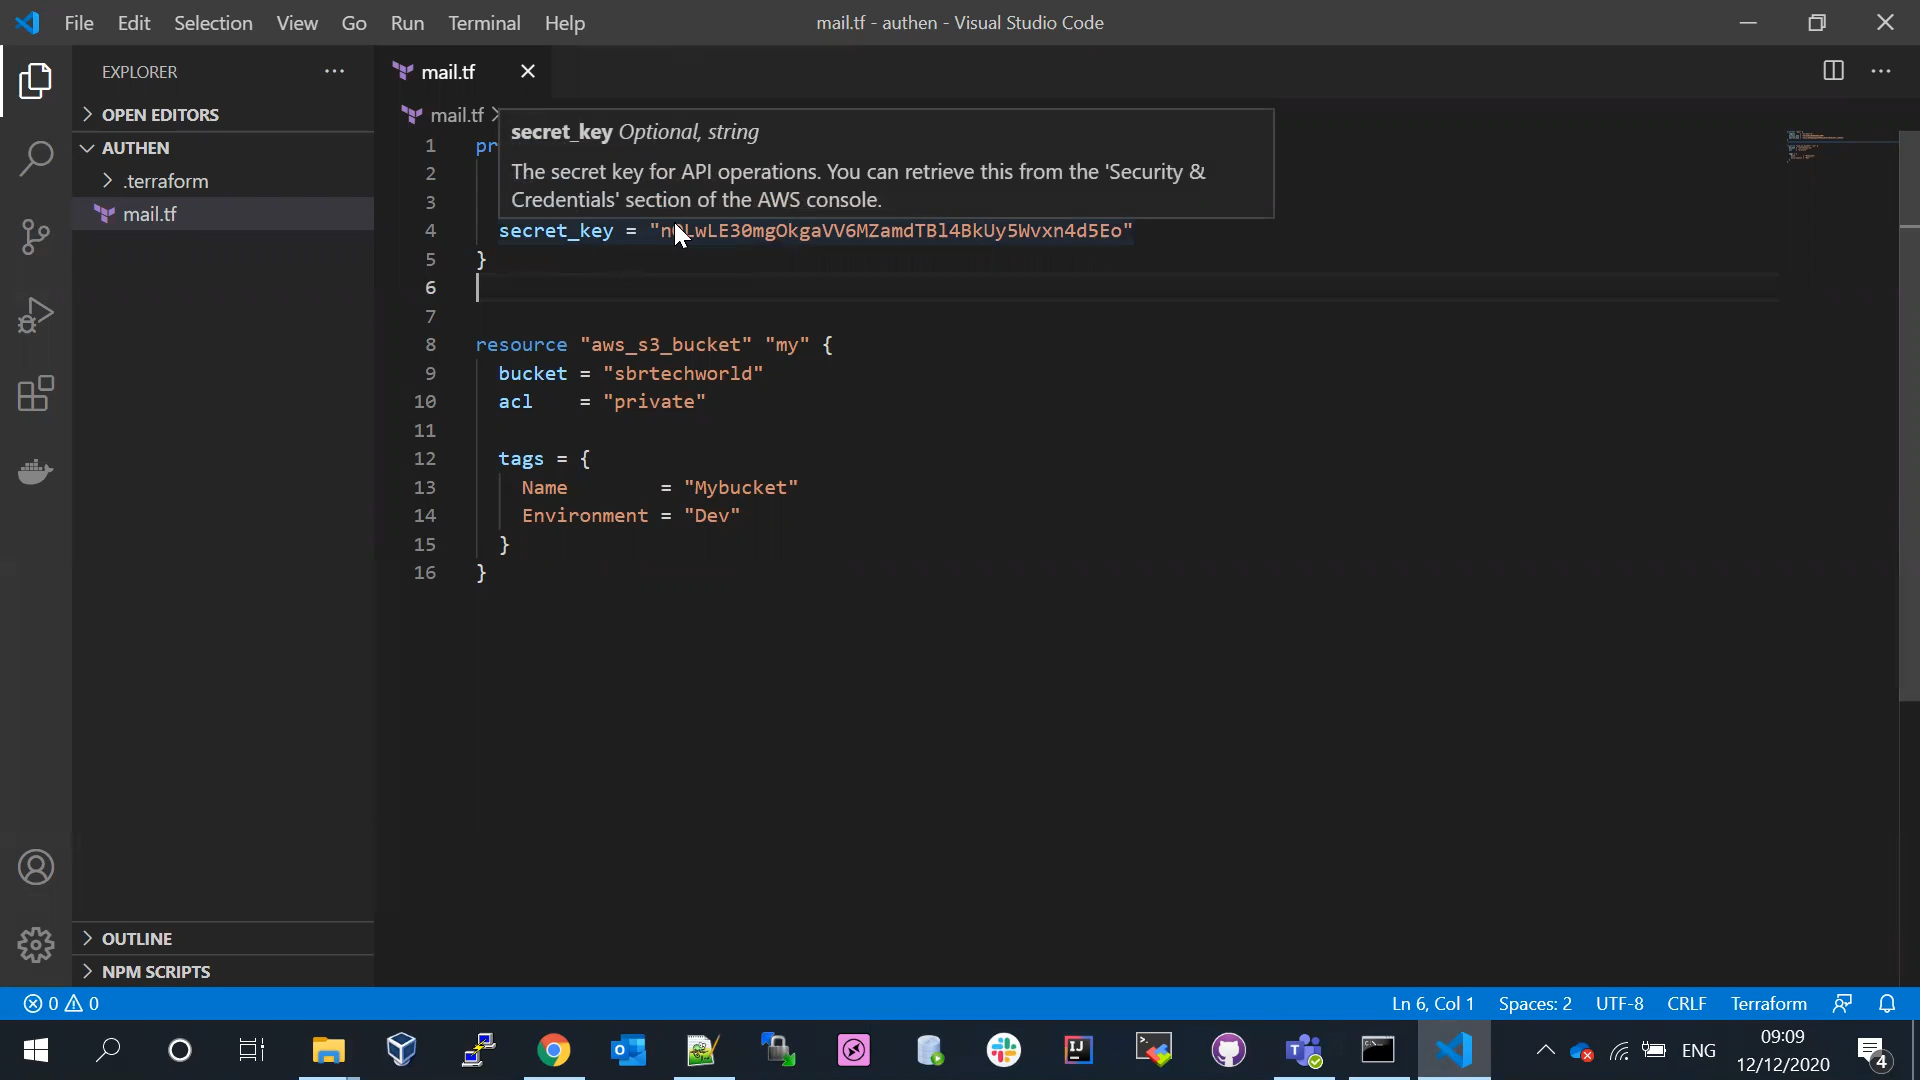 File Edit Selection View Go Run Terminal Help
mail.tf - authen - Visual Studio Code
EXPLORER
OPEN EDITORS
AUTHEN
.terraform
mail.tf
OUTLINE
NPM SCRIPTS
mail.tf
mail.tf >
secret_key Optional, string
The secret key for API operations. You can retrieve this from the 'Security &
Credentials' section of the AWS console.
1 pr
2
3
4 secret_key =
5 }
6
7
8 resource "aws_s3_bucket" "my" {
9 bucket = "sbrtechworld"
10 acl = "private"
11
12 tags = {
13 Name = "Mybucket"
14 Environment = "Dev"
15 }
16 }
0 0
Ln 6, Col 1 Spaces: 2 UTF-8 CRLF Terraform
ENG
09:09
12/12/2020
4